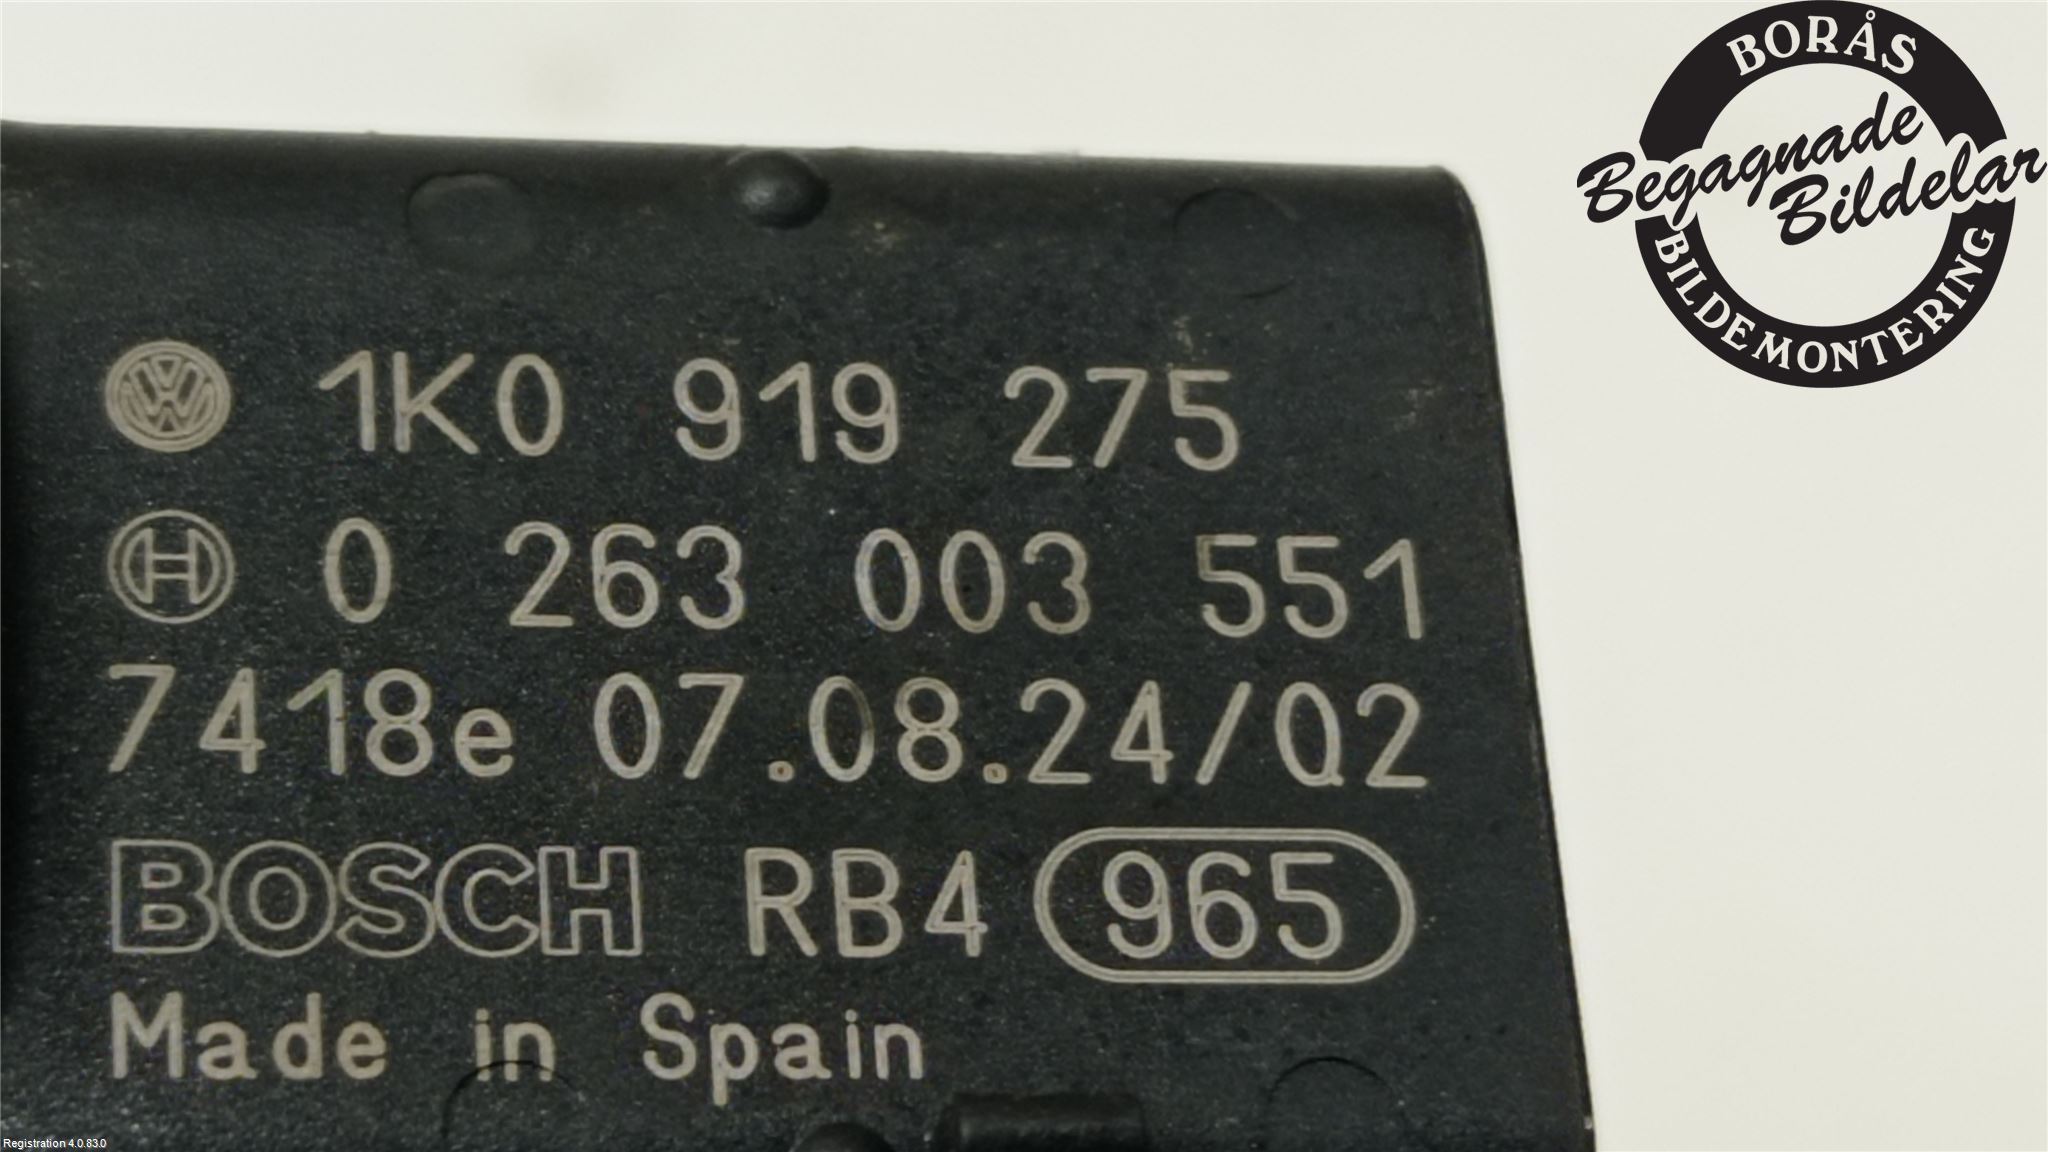 BORÅS
Begagnade
Bildelar
BILDEMONTERING
1K0 919 275
0 263 003 551
7418e 07.08.24/Q2
BOSCH RB4 965
Made in Spain
Registration 4.0.83.0